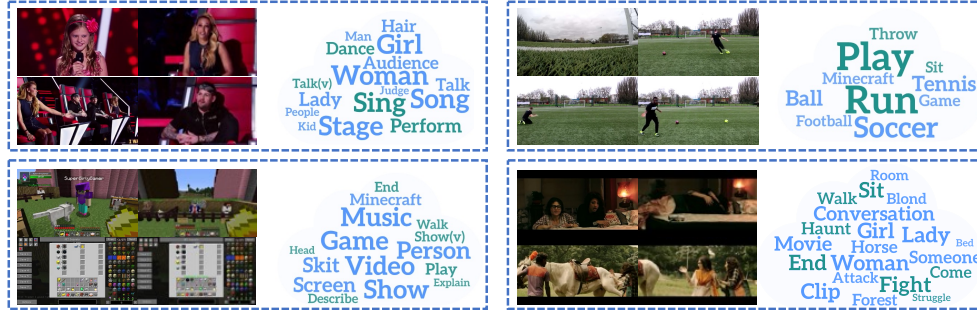 Hair
Man
Dance Girl
Audience
Woman
Talk(v) Judge Talk
Lady Sing Song
People
Kid Stage Perform
Throw
Play
Sit
Minecraft
Tennis
Ball Run Game
Football Soccer
SuperGirlyGamer
End
Minecraft
Music
Walk
Show(v)
Game Person
Head
Skit Video Play
Screen Explain
Describe Show
Room
Walk Sit Blond
Conversation
Haunt Girl Lady
Movie Horse Bed
End Woman Someone
Attack Come
Clip Fight
Forest Struggle